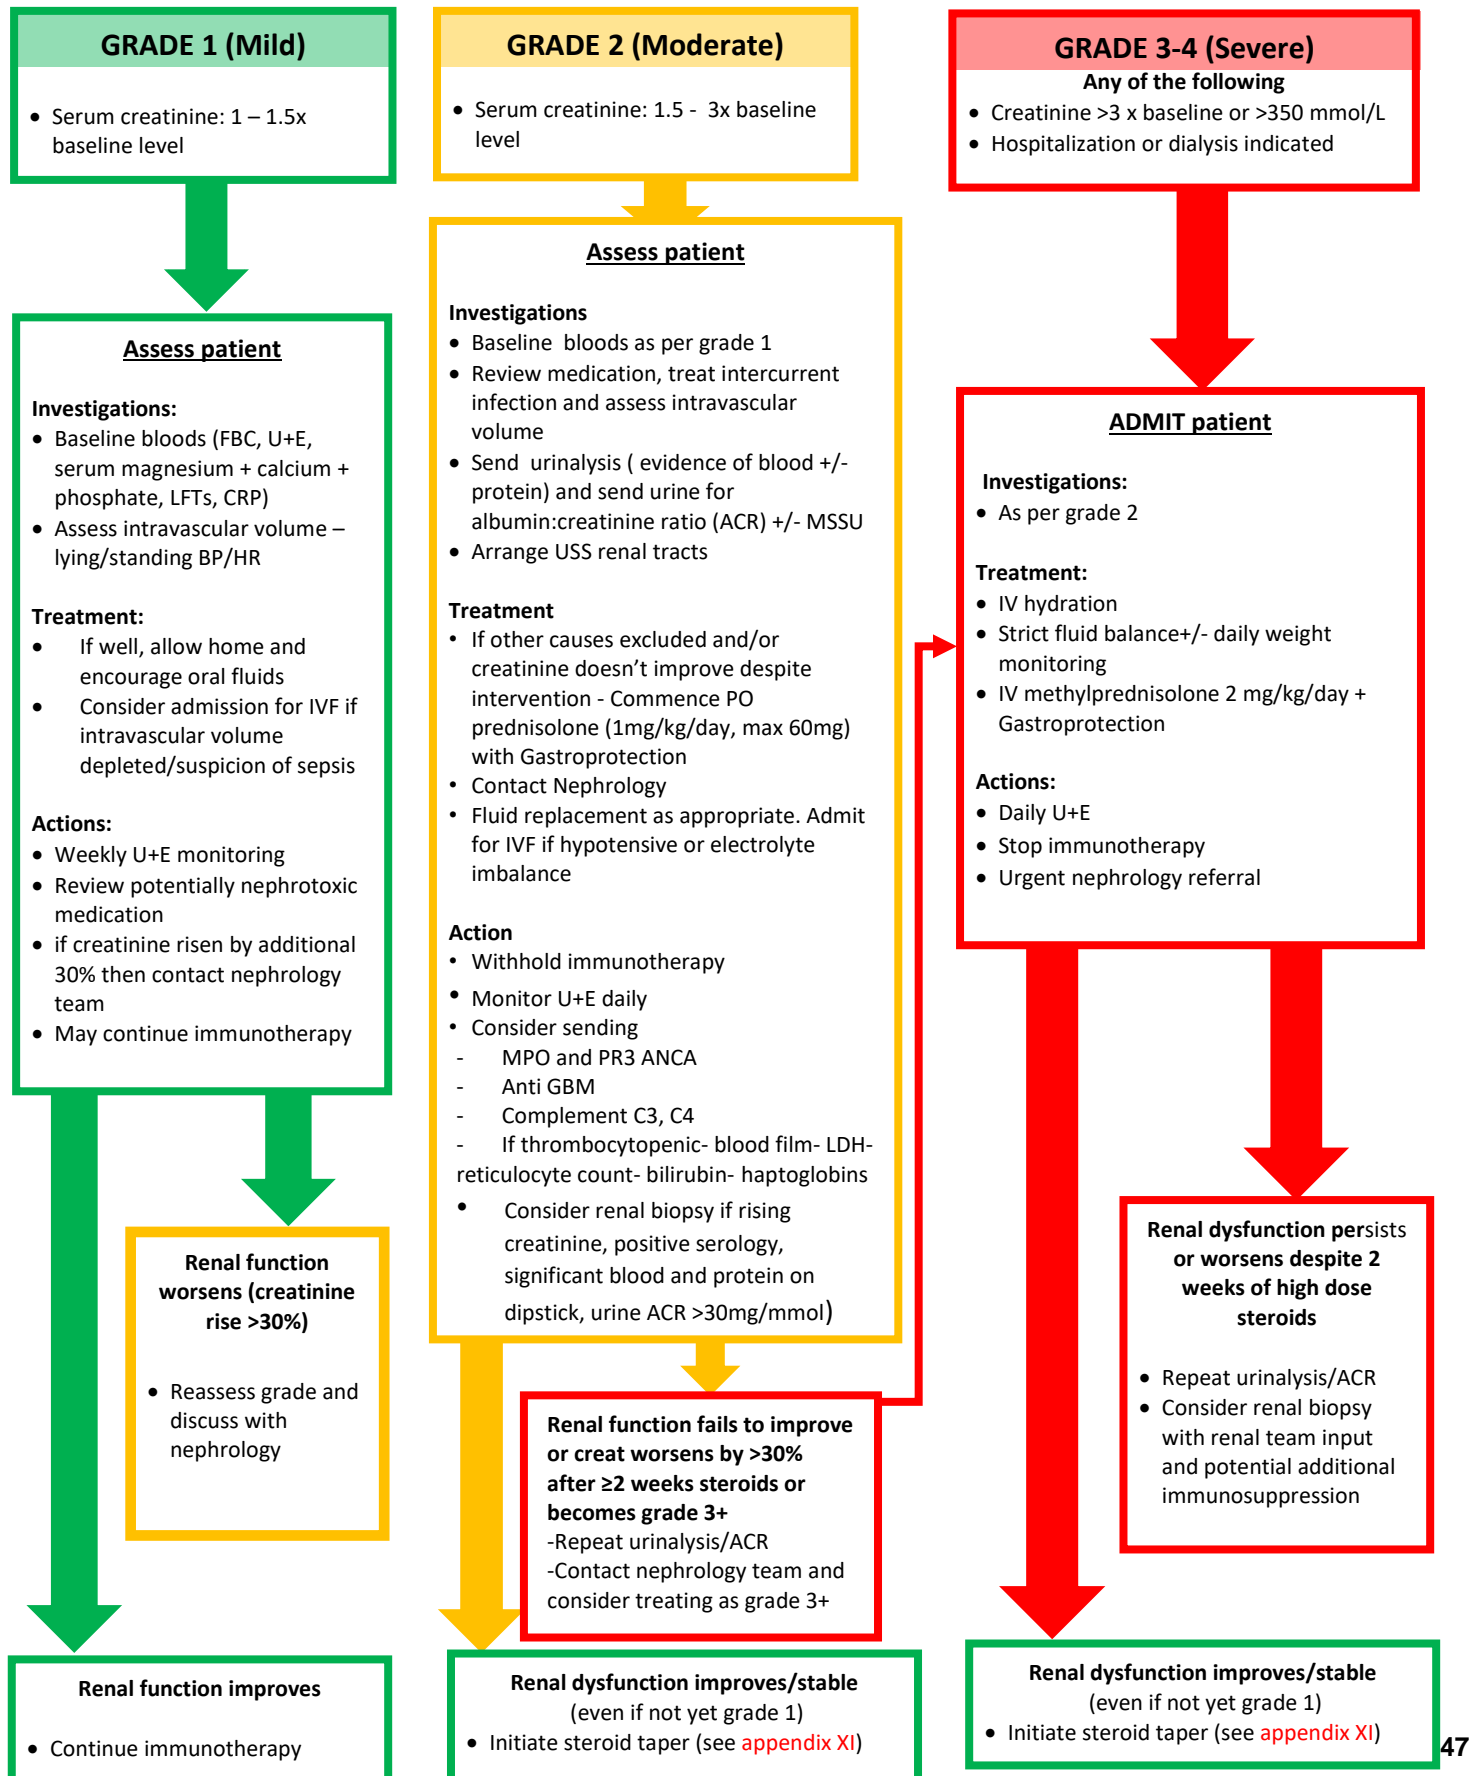 GRADE 1 (Mild)
• Serum creatinine: 1 – 1.5x
baseline level
Assess patient
Investigations:
• Baseline bloods (FBC, U+E,
serum magnesium + calcium +
phosphate, LFTs, CRP)
• Assess intravascular volume –
lying/standing BP/HR
Treatment:
• If well, allow home and
encourage oral fluids
• Consider admission for IVF if
intravascular volume
depleted/suspicion of sepsis
Actions:
• Weekly U+E monitoring
• Review potentially nephrotoxic
medication
• if creatinine risen by additional
30% then contact nephrology
team
• May continue immunotherapy
Renal function
worsens (creatinine
rise >30%)
• Reassess grade and
discuss with
nephrology
Renal function improves
• Continue immunotherapy
GRADE 2 (Moderate)
• Serum creatinine: 1.5 - 3x baseline
level
Assess patient
Investigations
• Baseline bloods as per grade 1
• Review medication, treat intercurrent
infection and assess intravascular
volume
• Send urinalysis ( evidence of blood +/-
protein) and send urine for
albumin:creatinine ratio (ACR) +/- MSSU
• Arrange USS renal tracts
Treatment
• If other causes excluded and/or
creatinine doesn't improve despite
intervention - Commence PO
prednisolone (1mg/kg/day, max 60mg)
with Gastroprotection
• Contact Nephrology
• Fluid replacement as appropriate. Admit
for IVF if hypotensive or electrolyte
imbalance
Action
• Withhold immunotherapy
• Monitor U+E daily
• Consider sending
- MPO and PR3 ANCA
- Anti GBM
- Complement C3, C4
- If thrombocytopenic- blood film- LDH-
reticulocyte count- bilirubin- haptoglobins
• Consider renal biopsy if rising
creatinine, positive serology,
significant blood and protein on
dipstick, urine ACR >30mg/mmol)
Renal function fails to improve
or creat worsens by >30%
after ≥2 weeks steroids or
becomes grade 3+
-Repeat urinalysis/ACR
-Contact nephrology team and
consider treating as grade 3+
Renal dysfunction improves/stable
(even if not yet grade 1)
• Initiate steroid taper (see appendix XI)
GRADE 3-4 (Severe)
Any of the following
• Creatinine >3 x baseline or >350 mmol/L
• Hospitalization or dialysis indicated
ADMIT patient
Investigations:
• As per grade 2
Treatment:
• IV hydration
• Strict fluid balance+/- daily weight
monitoring
• IV methylprednisolone 2 mg/kg/day +
Gastroprotection
Actions:
• Daily U+E
• Stop immunotherapy
• Urgent nephrology referral
Renal dysfunction persists
or worsens despite 2
weeks of high dose
steroids
• Repeat urinalysis/ACR
• Consider renal biopsy
with renal team input
and potential additional
immunosuppression
Renal dysfunction improves/stable
(even if not yet grade 1)
• Initiate steroid taper (see appendix XI)
47